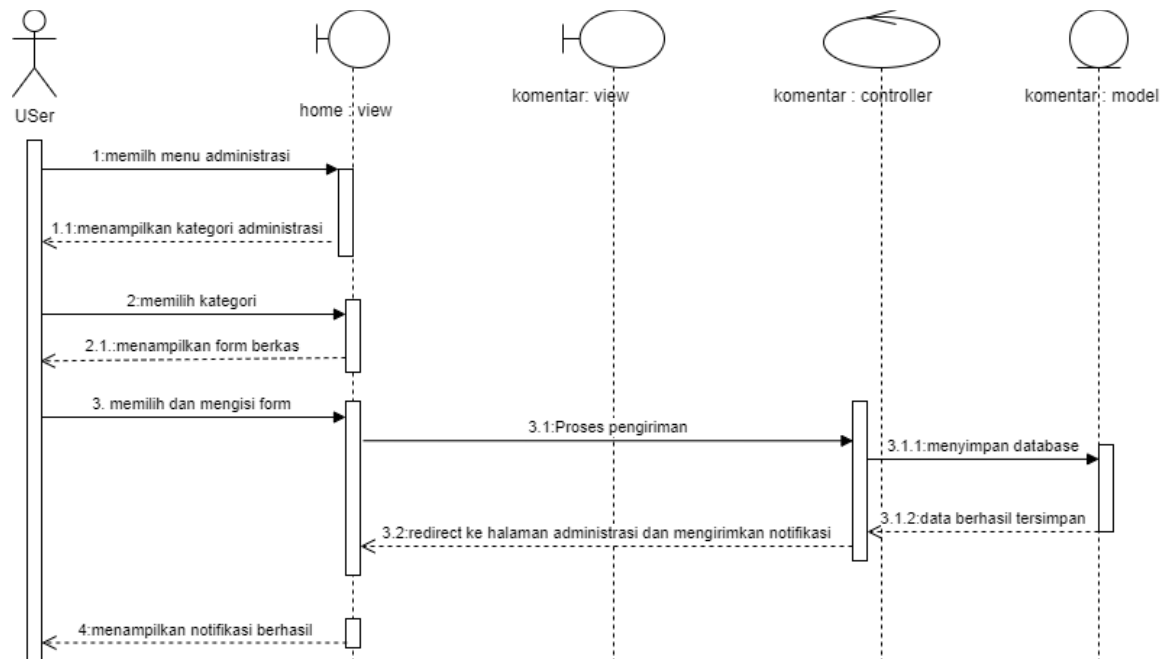 USer
home : view
komentar: view
komentar : controller
komentar : model
1:memilh menu administrasi
1.1:menampilkan kategori administrasi
2:memilih kategori
2.1.:menampilkan form berkas
3. memilih dan mengisi form
3.1:Proses pengiriman
3.1.1:menyimpan database
3.1.2:data berhasil tersimpan
3.2:redirect ke halaman administrasi dan mengirimkan notifikasi
4:menampilkan notifikasi berhasil